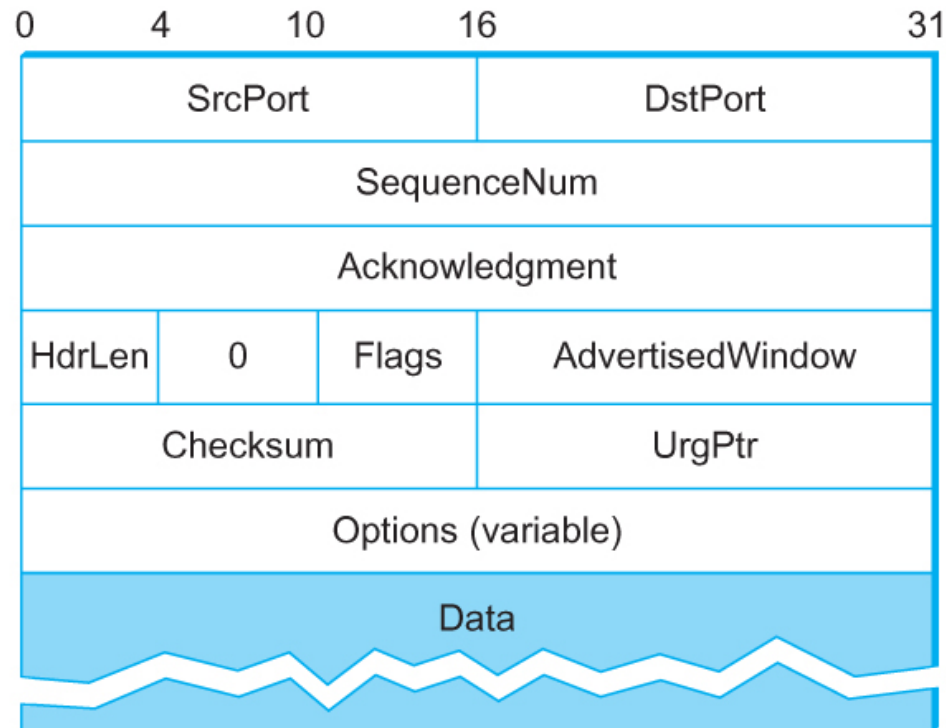 0 4 10 16 31
SrcPort DstPort
SequenceNum
Acknowledgment
HdrLen 0 Flags AdvertisedWindow
Checksum UrgPtr
Options (variable)
Data